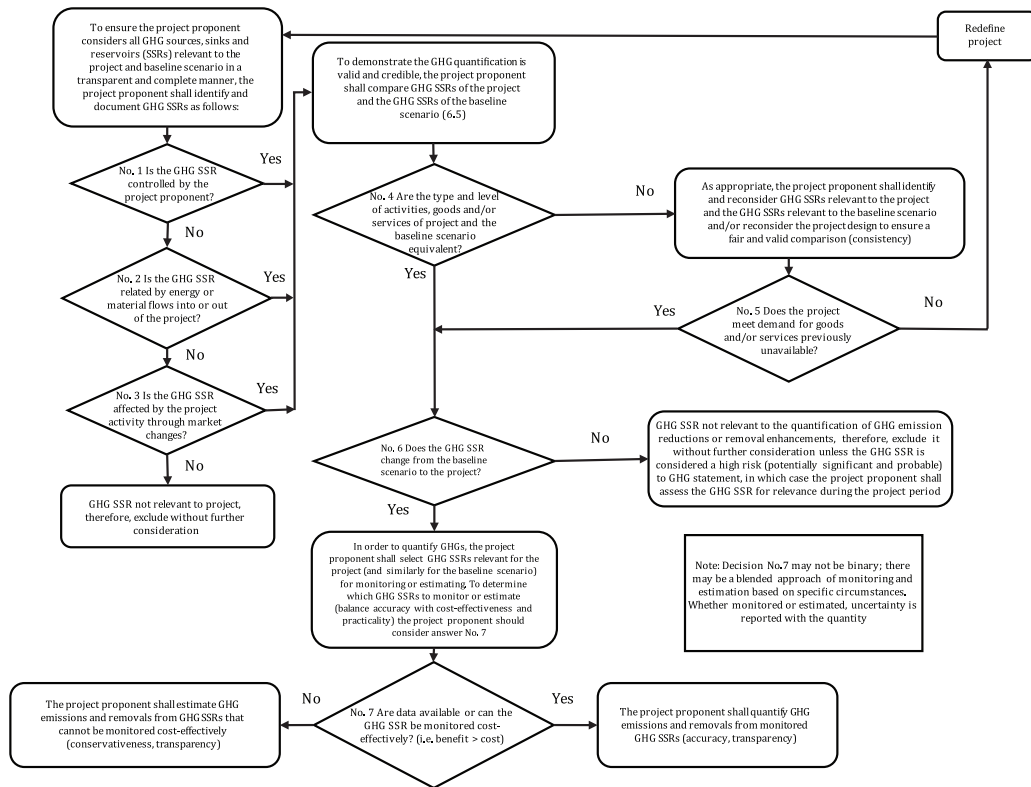 To ensure the project proponent
considers all GHG sources, sinks and
reservoirs (SSRs) relevant to the
project and baseline scenario in a
transparent and complete manner, the
project proponent shall identify and
document GHG SSRs as follows:
Yes
No. 1 Is the GHG SSR
controlled by the
project proponent?
No
Yes
No. 2 Is the GHG SSR
related by energy or
material flows into or out
of the project?
No
Yes
No. 3 Is the GHG SSR
affected by the project
activity through market
changes?
No
GHG SSR not relevant to project,
therefore, exclude without further
consideration
To demonstrate the GHG quantification is
valid and credible, the project proponent
shall compare GHG SSRs of the project
and the GHG SSRs of the baseline
scenario (6.5)
No. 4 Are the type and
level of activities, goods and/or
services of project and the
baseline scenario
equivalent?
No
Yes
As appropriate, the project proponent shall identify
and reconsider GHG SSRs relevant to the project
and the GHG SSRs relevant to the baseline scenario
and/or reconsider the project design to ensure a
fair and valid comparison (consistency)
Yes
No. 5 Does the project
meet demand for goods
and/or services previously
unavailable?
No
Redefine
project
No. 6 Does the GHG SSR
change from the baseline
scenario to the project?
No
GHG SSR not relevant to the quantification of GHG emission
reductions or removal enhancements, therefore, exclude it
without further consideration unless the GHG SSR is
considered a high risk (potentially significant and probable)
to GHG statement, in which case the project proponent shall
assess the GHG SSR for relevance during the project period
Yes
In order to quantify GHGs, the project
proponent shall select GHG SSRs relevant for the
project (and similarly for the baseline scenario)
for monitoring or estimating. To determine
which GHG SSRs to monitor or estimate
(balance accuracy with cost-effectiveness and
practicality) the project proponent should
consider answer No. 7
Note: Decision No.7 may not be binary; there
may be a blended approach of monitoring and
estimation based on specific circumstances.
Whether monitored or estimated, uncertainty is
reported with the quantity
No
No. 7 Are data available or can the
GHG SSR be monitored cost-
effectively? (i.e. benefit > cost)
Yes
The project proponent shall estimate GHG
emissions and removals from GHG SSRs that
cannot be monitored cost-effectively
(conservativeness, transparency)
The project proponent shall quantify GHG
emissions and removals from monitored
GHG SSRs (accuracy, transparency)